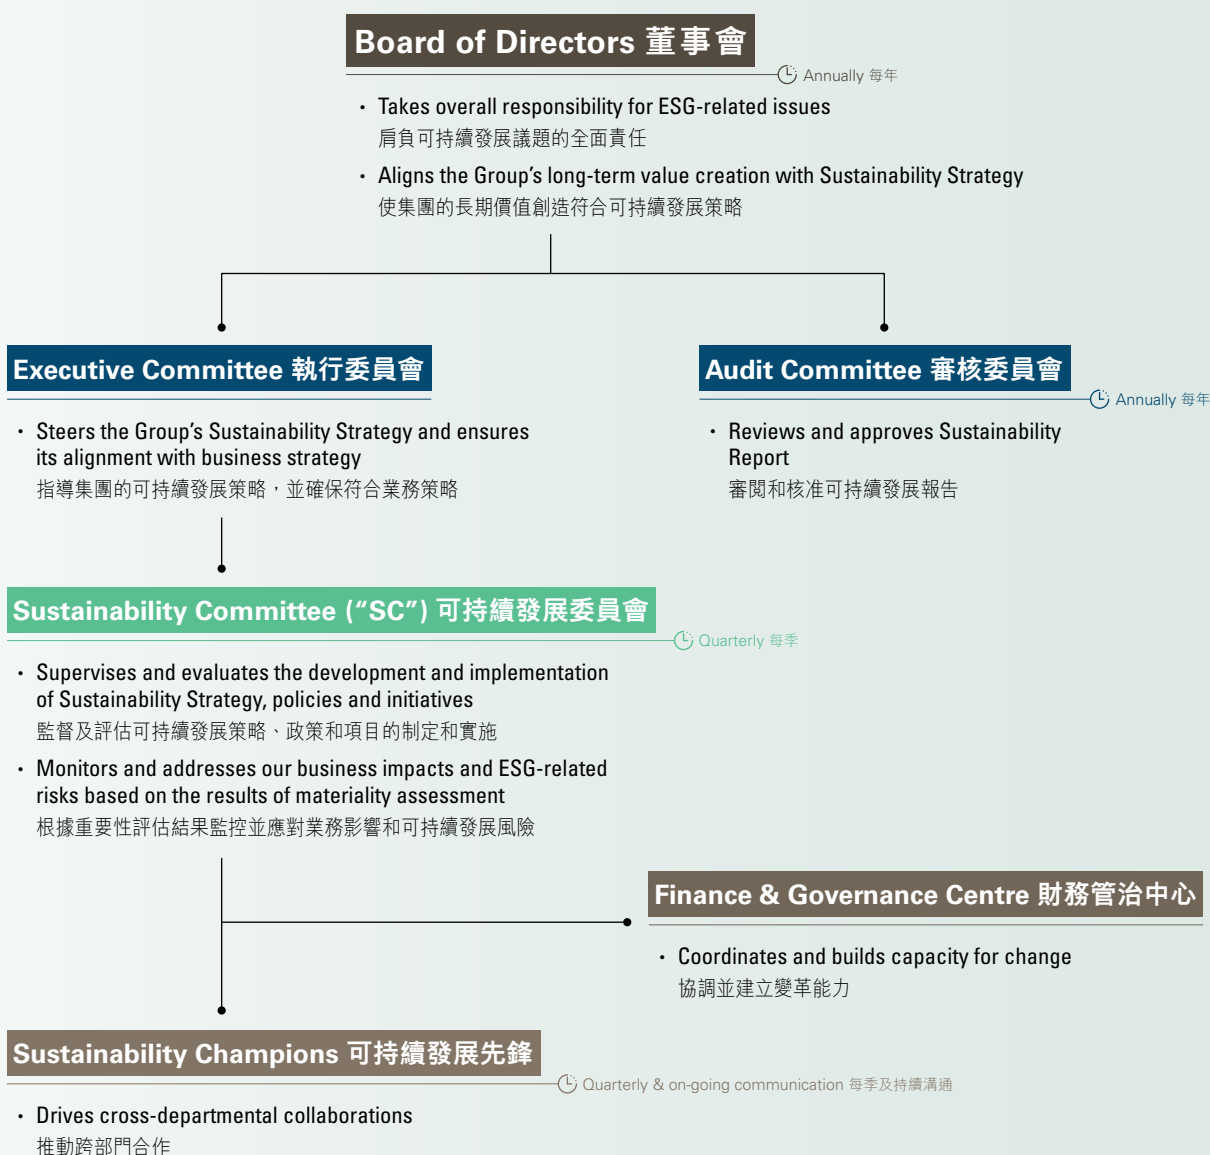 Board of Directors 董事會
Annually 每年
• Takes overall responsibility for ESG-related issues
肩負可持續發展議題的全面責任
• Aligns the Group’s long-term value creation with Sustainability Strategy
使集團的長期價值創造符合可持續發展策略
Executive Committee 執行委員會
• Steers the Group’s Sustainability Strategy and ensures
its alignment with business strategy
指導集團的可持續發展策略，並確保符合業務策略
Audit Committee 審核委員會
Annually 每年
• Reviews and approves Sustainability
Report
審閱和核准可持續發展報告
Sustainability Committee (“SC”) 可持續發展委員會
Quarterly 每季
• Supervises and evaluates the development and implementation
of Sustainability Strategy, policies and initiatives
監督及評估可持續發展策略、政策和項目的制定和實施
• Monitors and addresses our business impacts and ESG-related
risks based on the results of materiality assessment
根據重要性評估結果監控並應對業務影響和可持續發展風險
Finance & Governance Centre 財務管治中心
• Coordinates and builds capacity for change
協調並建立變革能力
Sustainability Champions 可持續發展先鋒
Quarterly & on-going communication 每季及持續溝通
• Drives cross-departmental collaborations
推動跨部門合作